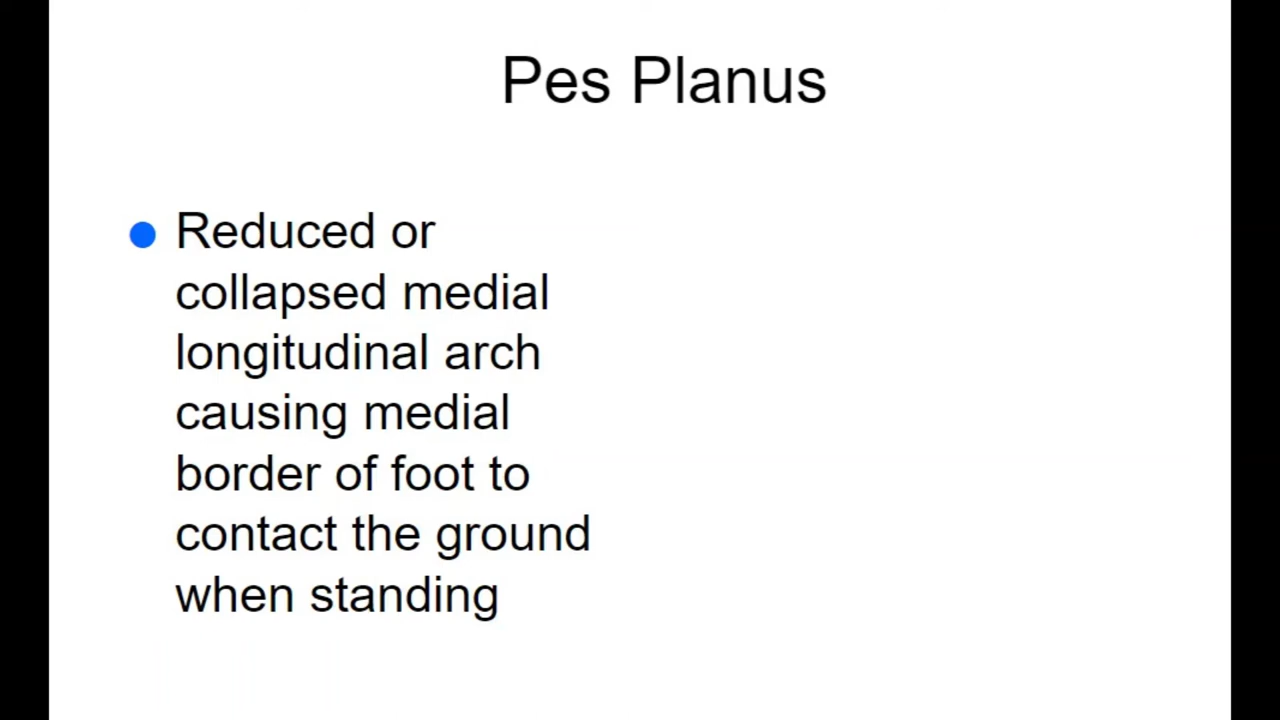 Pes Planus
Reduced or
collapsed medial
longitudinal arch
causing medial
border of foot to
contact the ground
when standing